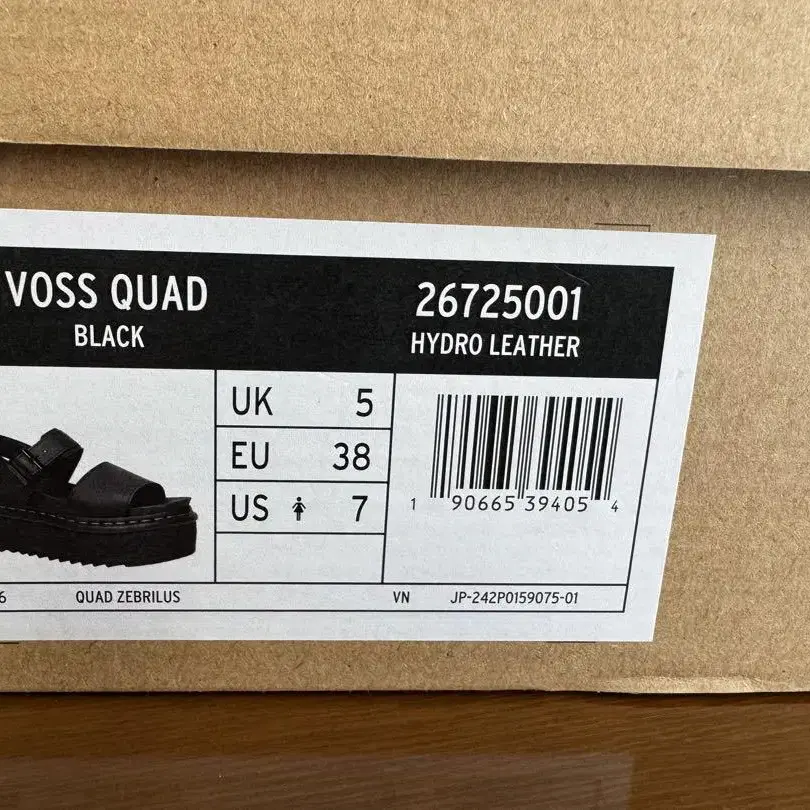 VOSS QUAD
BLACK
26725001
HYDRO LEATHER
UK 5
EU 38
US 7
1 90665 39405 4
6 QUAD ZEBRILUS VN JP-242P0159075-01